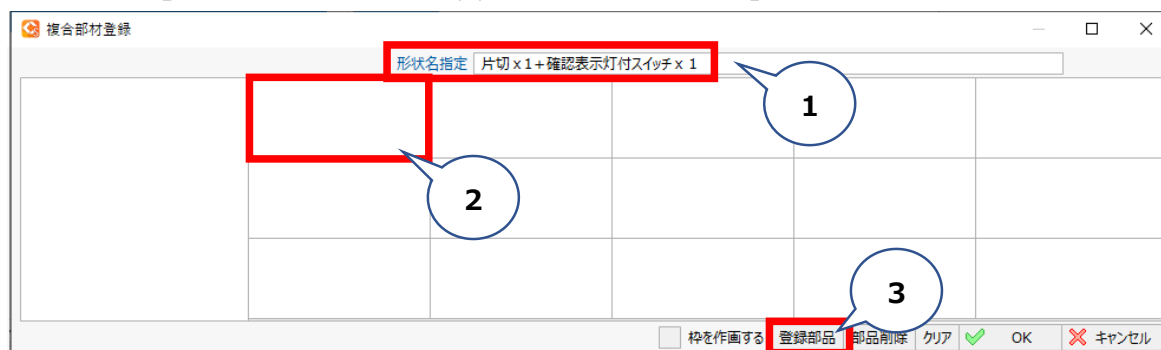 複合部材登録
形状名指定 片切x1+確認表示灯付スイッチx1
1
2
3
枠を作画する 登録部品 部品削除 クリア OK キャンセル